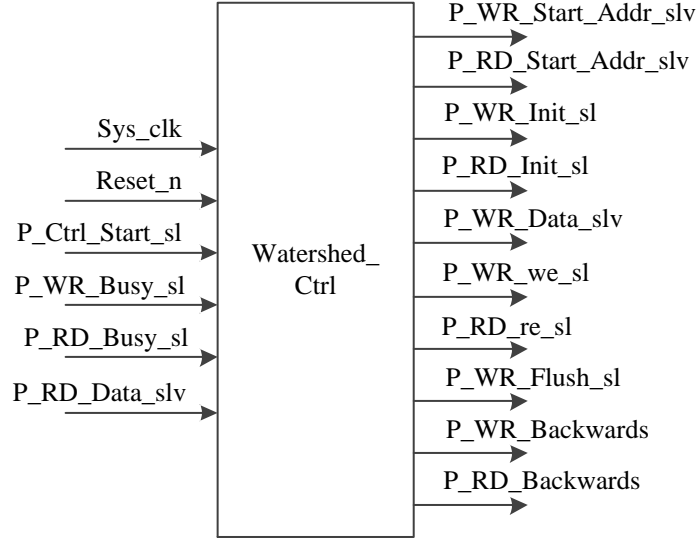 Sys_clk
Reset_n
P_Ctrl_Start_sl
P_WR_Busy_sl
P_RD_Busy_sl
P_RD_Data_slv
Watershed_
Ctrl
P_WR_Start_Addr_slv
P_RD_Start_Addr_slv
P_WR_Init_sl
P_RD_Init_sl
P_WR_Data_slv
P_WR_we_sl
P_RD_re_sl
P_WR_Flush_sl
P_WR_Backwards
P_RD_Backwards